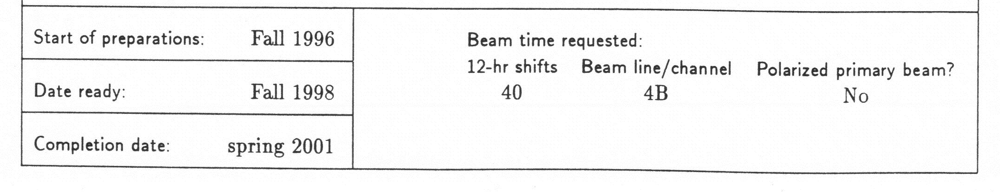 Start of preparations: Fall 1996
Date ready: Fall 1998
Completion date: spring 2001
Beam time requested:
12-hr shifts Beam line/channel Polarized primary beam?
40 4B No